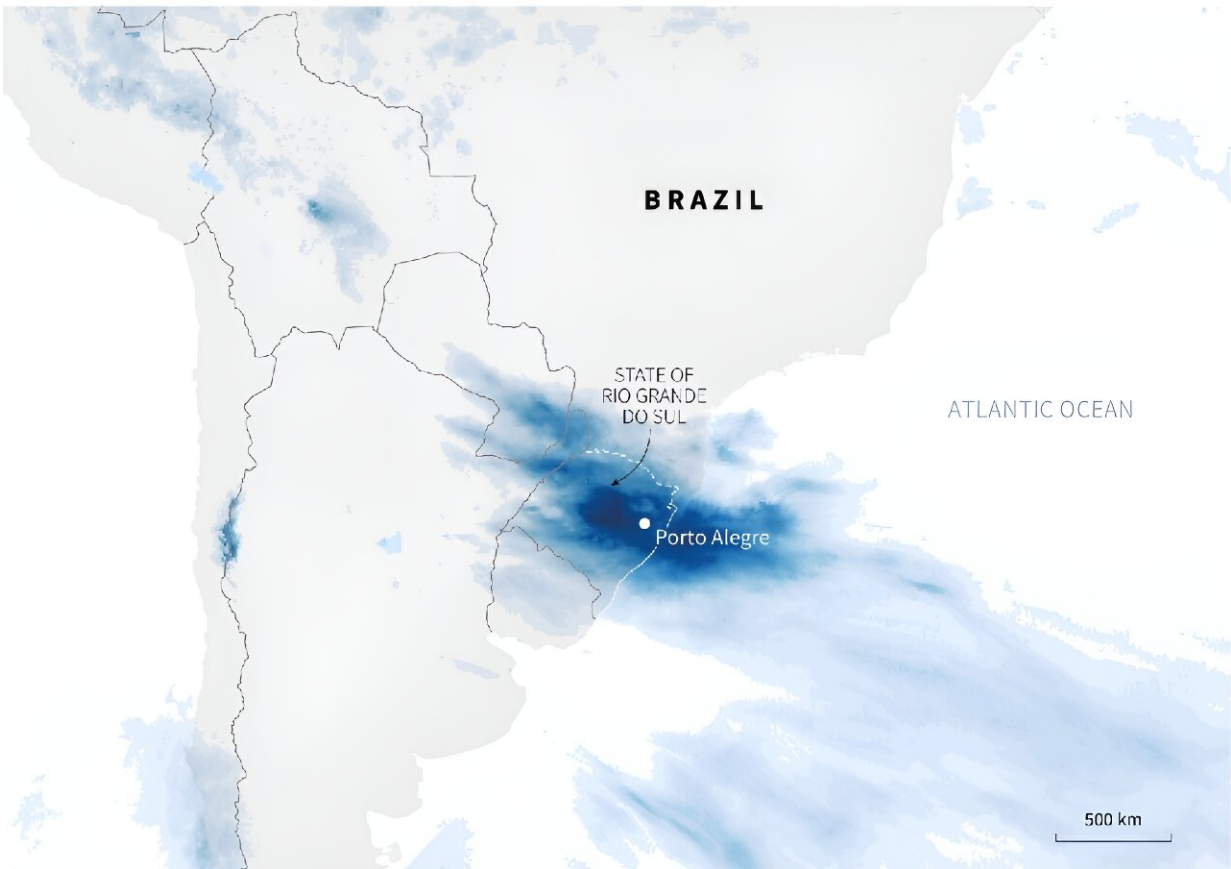 BRAZIL
STATE OF
RIO GRANDE
DO SUL
ATLANTIC OCEAN
Porto Alegre
500 km